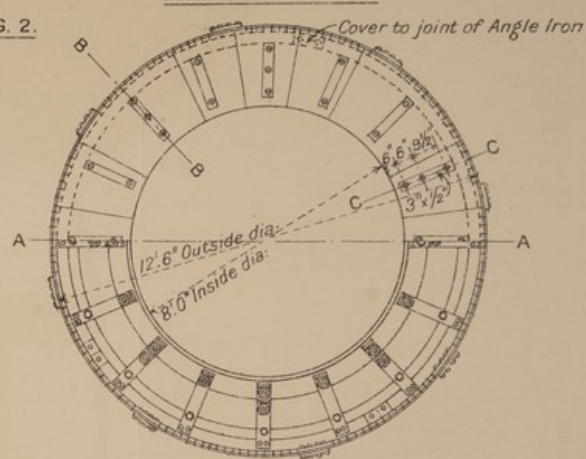 G. 2.
Cover to joint of Angle Iron
B
B
6" 6" 9½"
C
C
3" x ½"
A
A
12'.6" Outside dia:
8'.0" Inside dia: